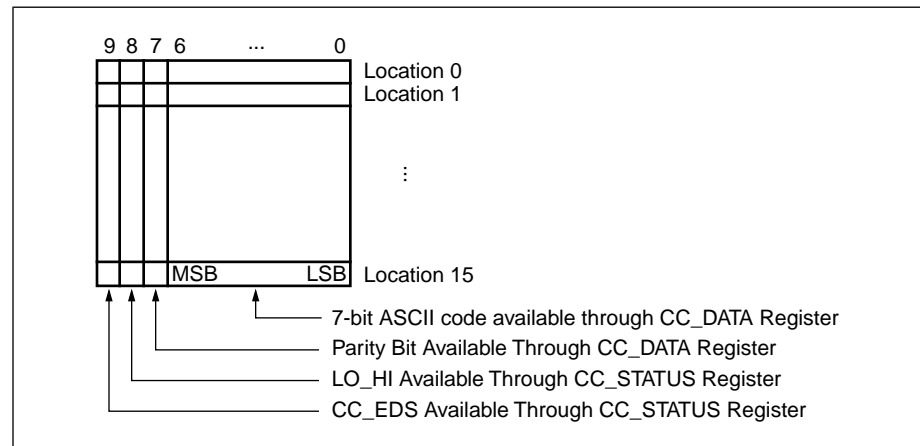 9 8 7 6 ... 0
Location 0
Location 1
⋮
MSB LSB Location 15
7-bit ASCII code available through CC_DATA Register
Parity Bit Available Through CC_DATA Register
LO_HI Available Through CC_STATUS Register
CC_EDS Available Through CC_STATUS Register